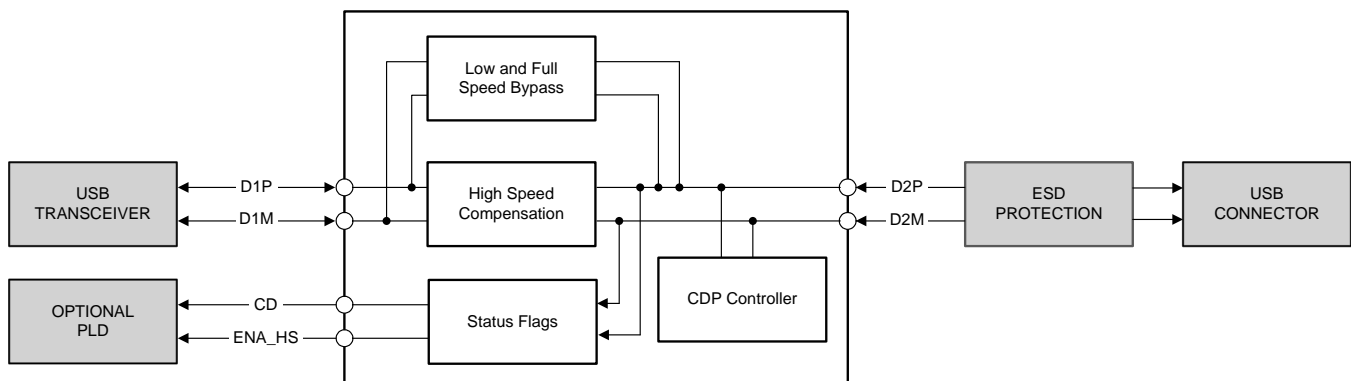 Low and Full
Speed Bypass
USB
TRANSCEIVER
D1P
D1M
High Speed
Compensation
D2P
D2M
ESD
PROTECTION
USB
CONNECTOR
OPTIONAL
PLD
CD
ENA_HS
Status Flags
CDP Controller